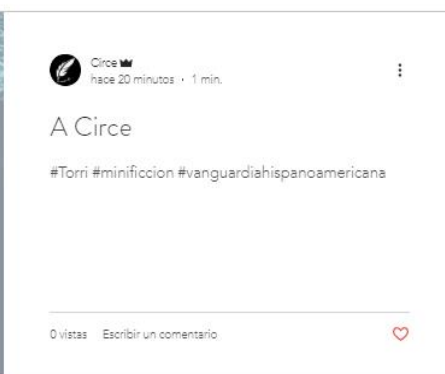 Circe
hace 20 minutos · 1 min.
A Circe
#Torri #minificcion #vanguardiahispanoamericana
0 vistas Escribir un comentario